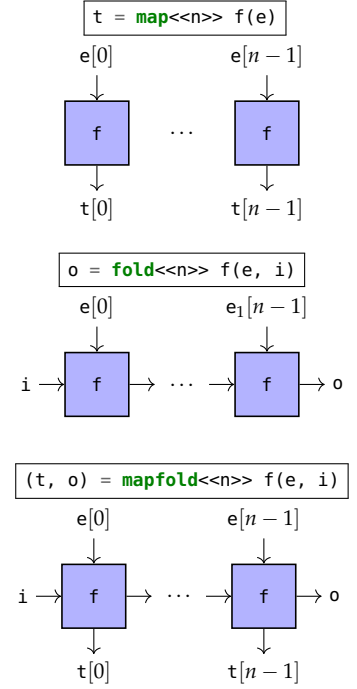 t = map<<n>> f(e)
e[0] e[n − 1]
f ··· f
t[0] t[n − 1]
o = fold<<n>> f(e, i)
e[0] e₁[n − 1]
i f ··· f o
(t, o) = mapfold<<n>> f(e, i)
e[0] e[n − 1]
i f ··· f o
t[0] t[n − 1]